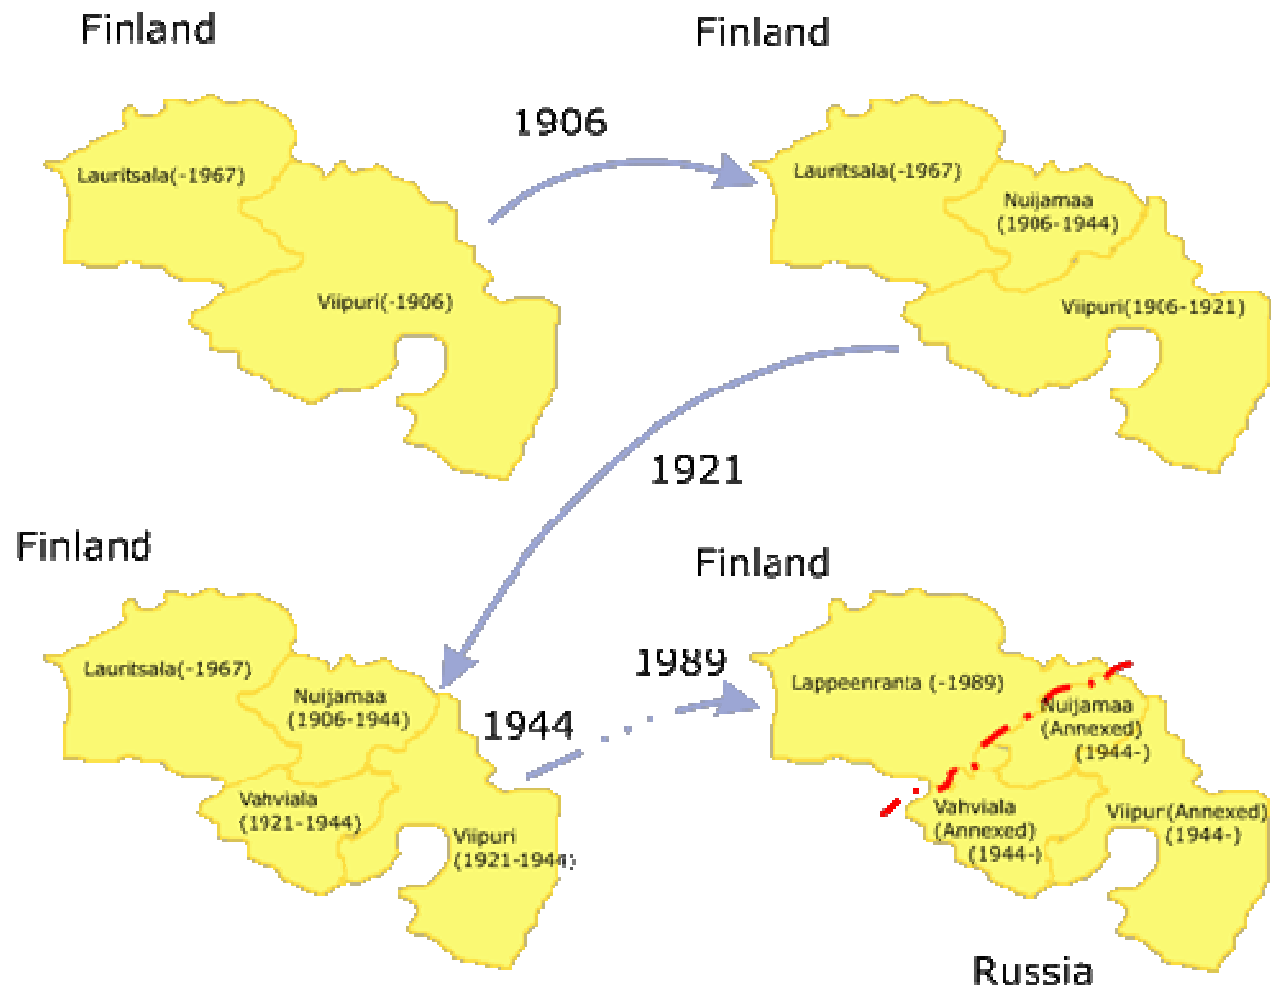 Finland
Finland
1906
Lauritsala(-1967)
Viipuri(-1906)
Lauritsala(-1967)
Nuijamaa
(1906-1944)
Viipuri(1906-1921)
1921
Finland
Finland
Lauritsala(-1967)
Nuijamaa
(1906-1944)
Vahviala
(1921-1944)
Viipuri
(1921-1944)
1944
1989
Lappeenranta (-1989)
Nuijamaa
(Annexed)
(1944-)
Vahviala
(Annexed)
(1944-)
Viipur(Annexed)
(1944-)
Russia